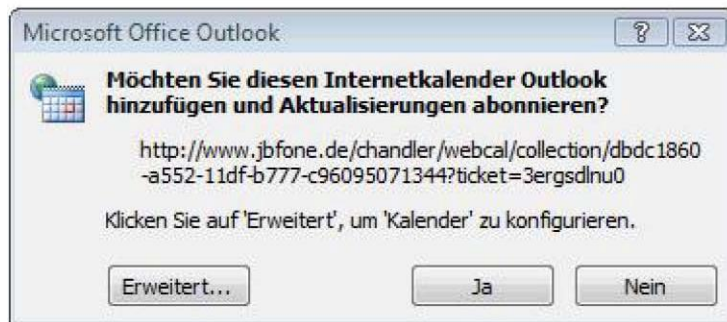 Microsoft Office Outlook
Möchten Sie diesen Internetkalender Outlook
hinzufügen und Aktualisierungen abonnieren?
http://www.jbfone.de/chandler/webcal/collection/dbdc1860
-a552-11df-b777-c96095071344?ticket=3ergsdlnu0
Klicken Sie auf 'Erweitert', um 'Kalender' zu konfigurieren.
Erweitert... Ja Nein